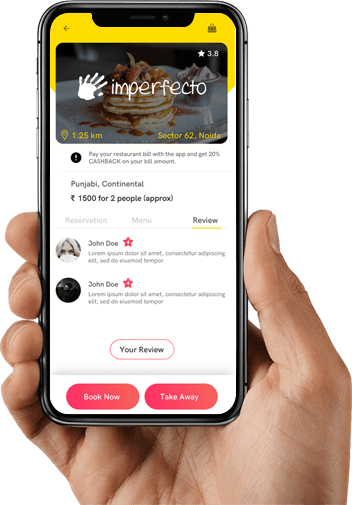 3.8
imperfecto
1.25 km
Sector 62, Noida
Pay your restaurant bill with the app and get 20%
CASHBACK on your bill amount.
Punjabi, Continental
₹ 1500 for 2 people (approx)
Reservation
Menu
Review
John Doe
Lorem ipsum dolor sit amet, consectetur adipiscing
elit, sed do eiusmod tempor
John Doe
Lorem ipsum dolor sit amet, consectetur adipiscing
elit, sed do eiusmod tempor
Your Review
Book Now
Take Away